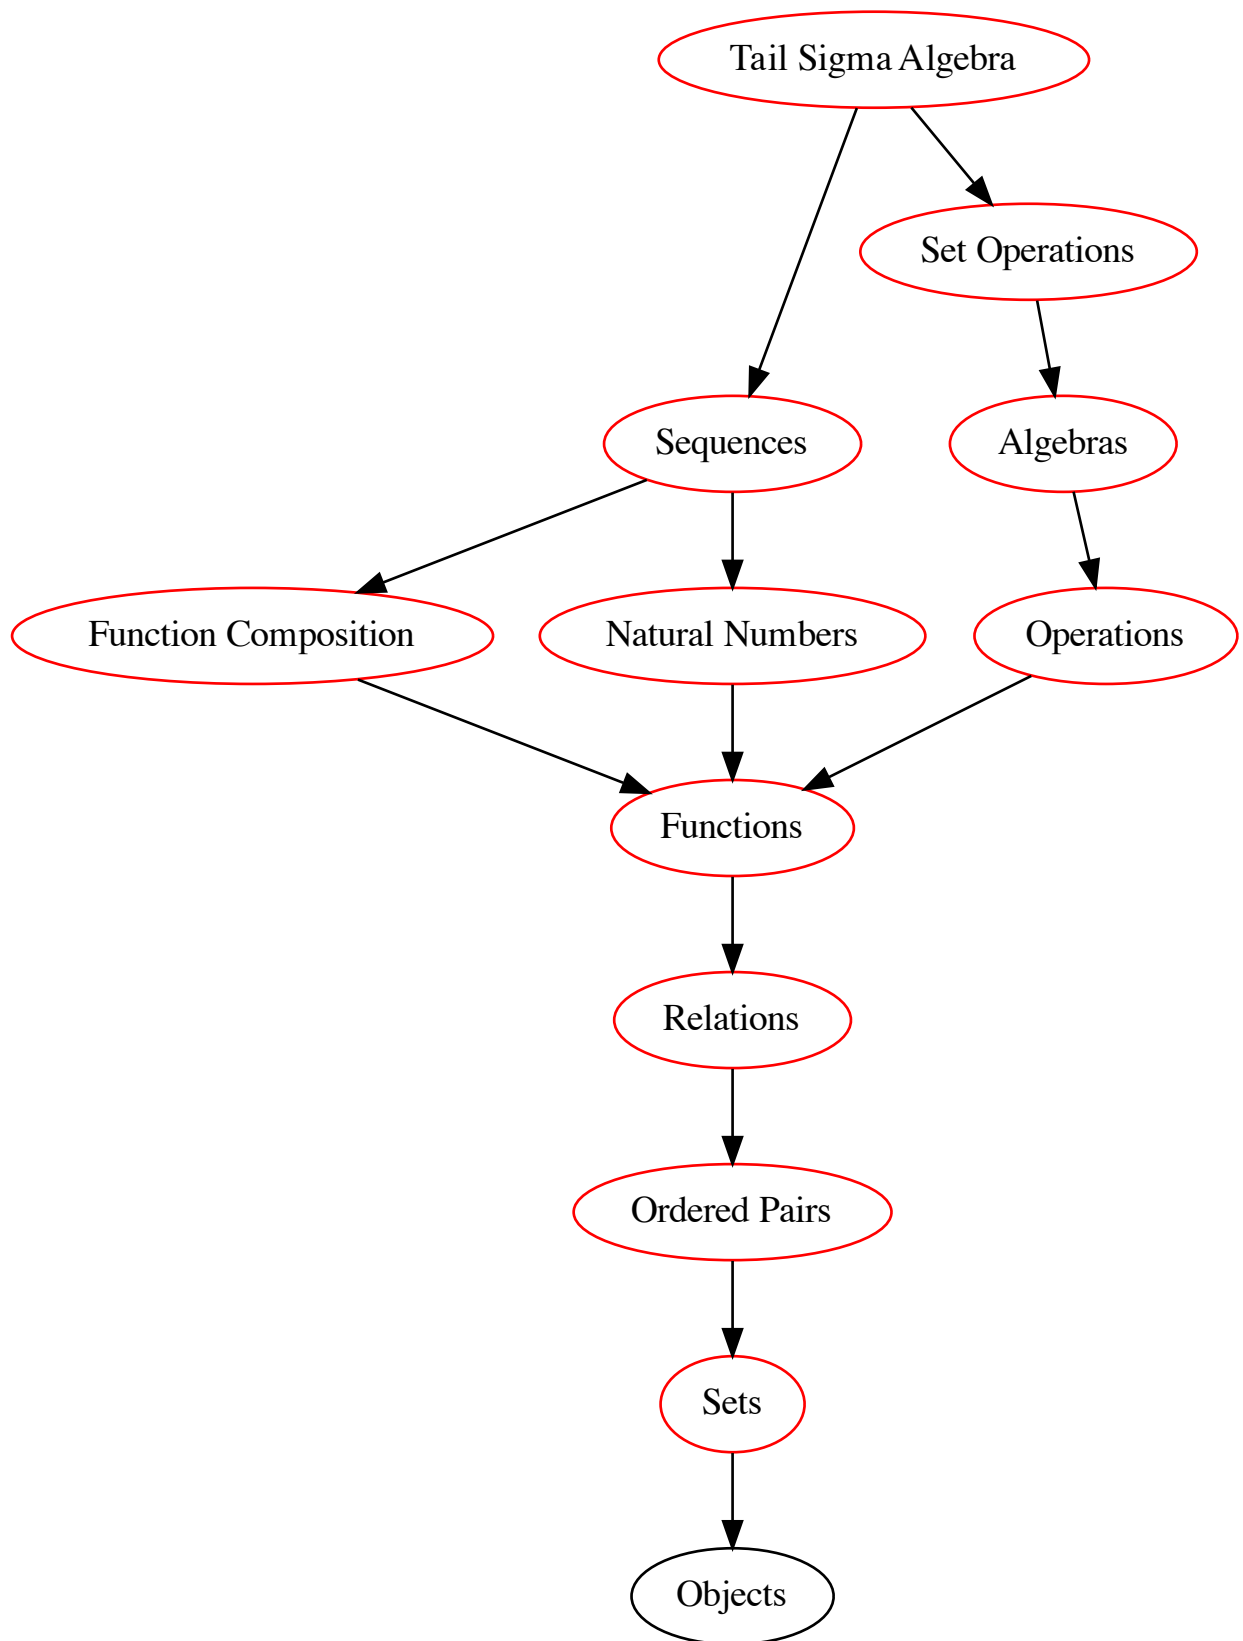 Tail Sigma Algebra
Set Operations
Sequences
Algebras
Function Composition
Natural Numbers
Operations
Functions
Relations
Ordered Pairs
Sets
Objects